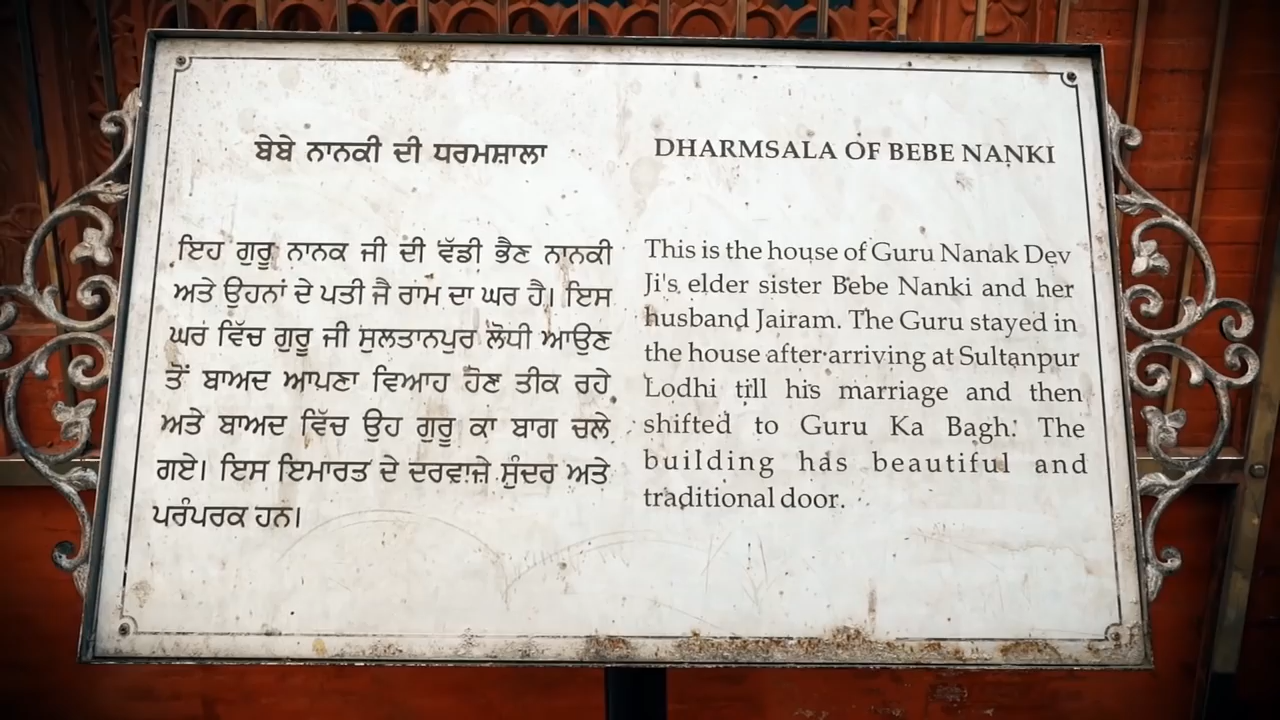 ਬੇਬੇ ਨਾਨਕੀ ਦੀ ਧਰਮਸ਼ਾਲਾ
ਇਹ ਗੁਰੂ ਨਾਨਕ ਜੀ ਦੀ ਵੱਡੀ ਭੈਣ ਨਾਨਕੀ
ਅਤੇ ਉਹਨਾਂ ਦੇ ਪਤੀ ਜੈ ਰਾਮ ਦਾ ਘਰ ਹੈ। ਇਸ
ਘਰ ਵਿੱਚ ਗੁਰੂ ਜੀ ਸੁਲਤਾਨਪੁਰ ਲੋਧੀ ਆਉਣ
ਤੋਂ ਬਾਅਦ ਆਪਣਾ ਵਿਆਹ ਹੋਣ ਤੀਕ ਰਹੇ
ਅਤੇ ਬਾਅਦ ਵਿੱਚ ਉਹ ਗੁਰੂ ਕਾ ਬਾਗ ਚਲੇ
ਗਏ। ਇਸ ਇਮਾਰਤ ਦੇ ਦਰਵਾਜ਼ੇ ਸੁੰਦਰ ਅਤੇ
ਪਰੰਪਰਕ ਹਨ।
DHARMSALA OF BEBE NANKI
This is the house of Guru Nanak Dev
Ji's elder sister Bebe Nanki and her
husband Jairam. The Guru stayed in
the house after arriving at Sultanpur
Lodhi till his marriage and then
shifted to Guru Ka Bagh. The
building has beautiful and
traditional door.